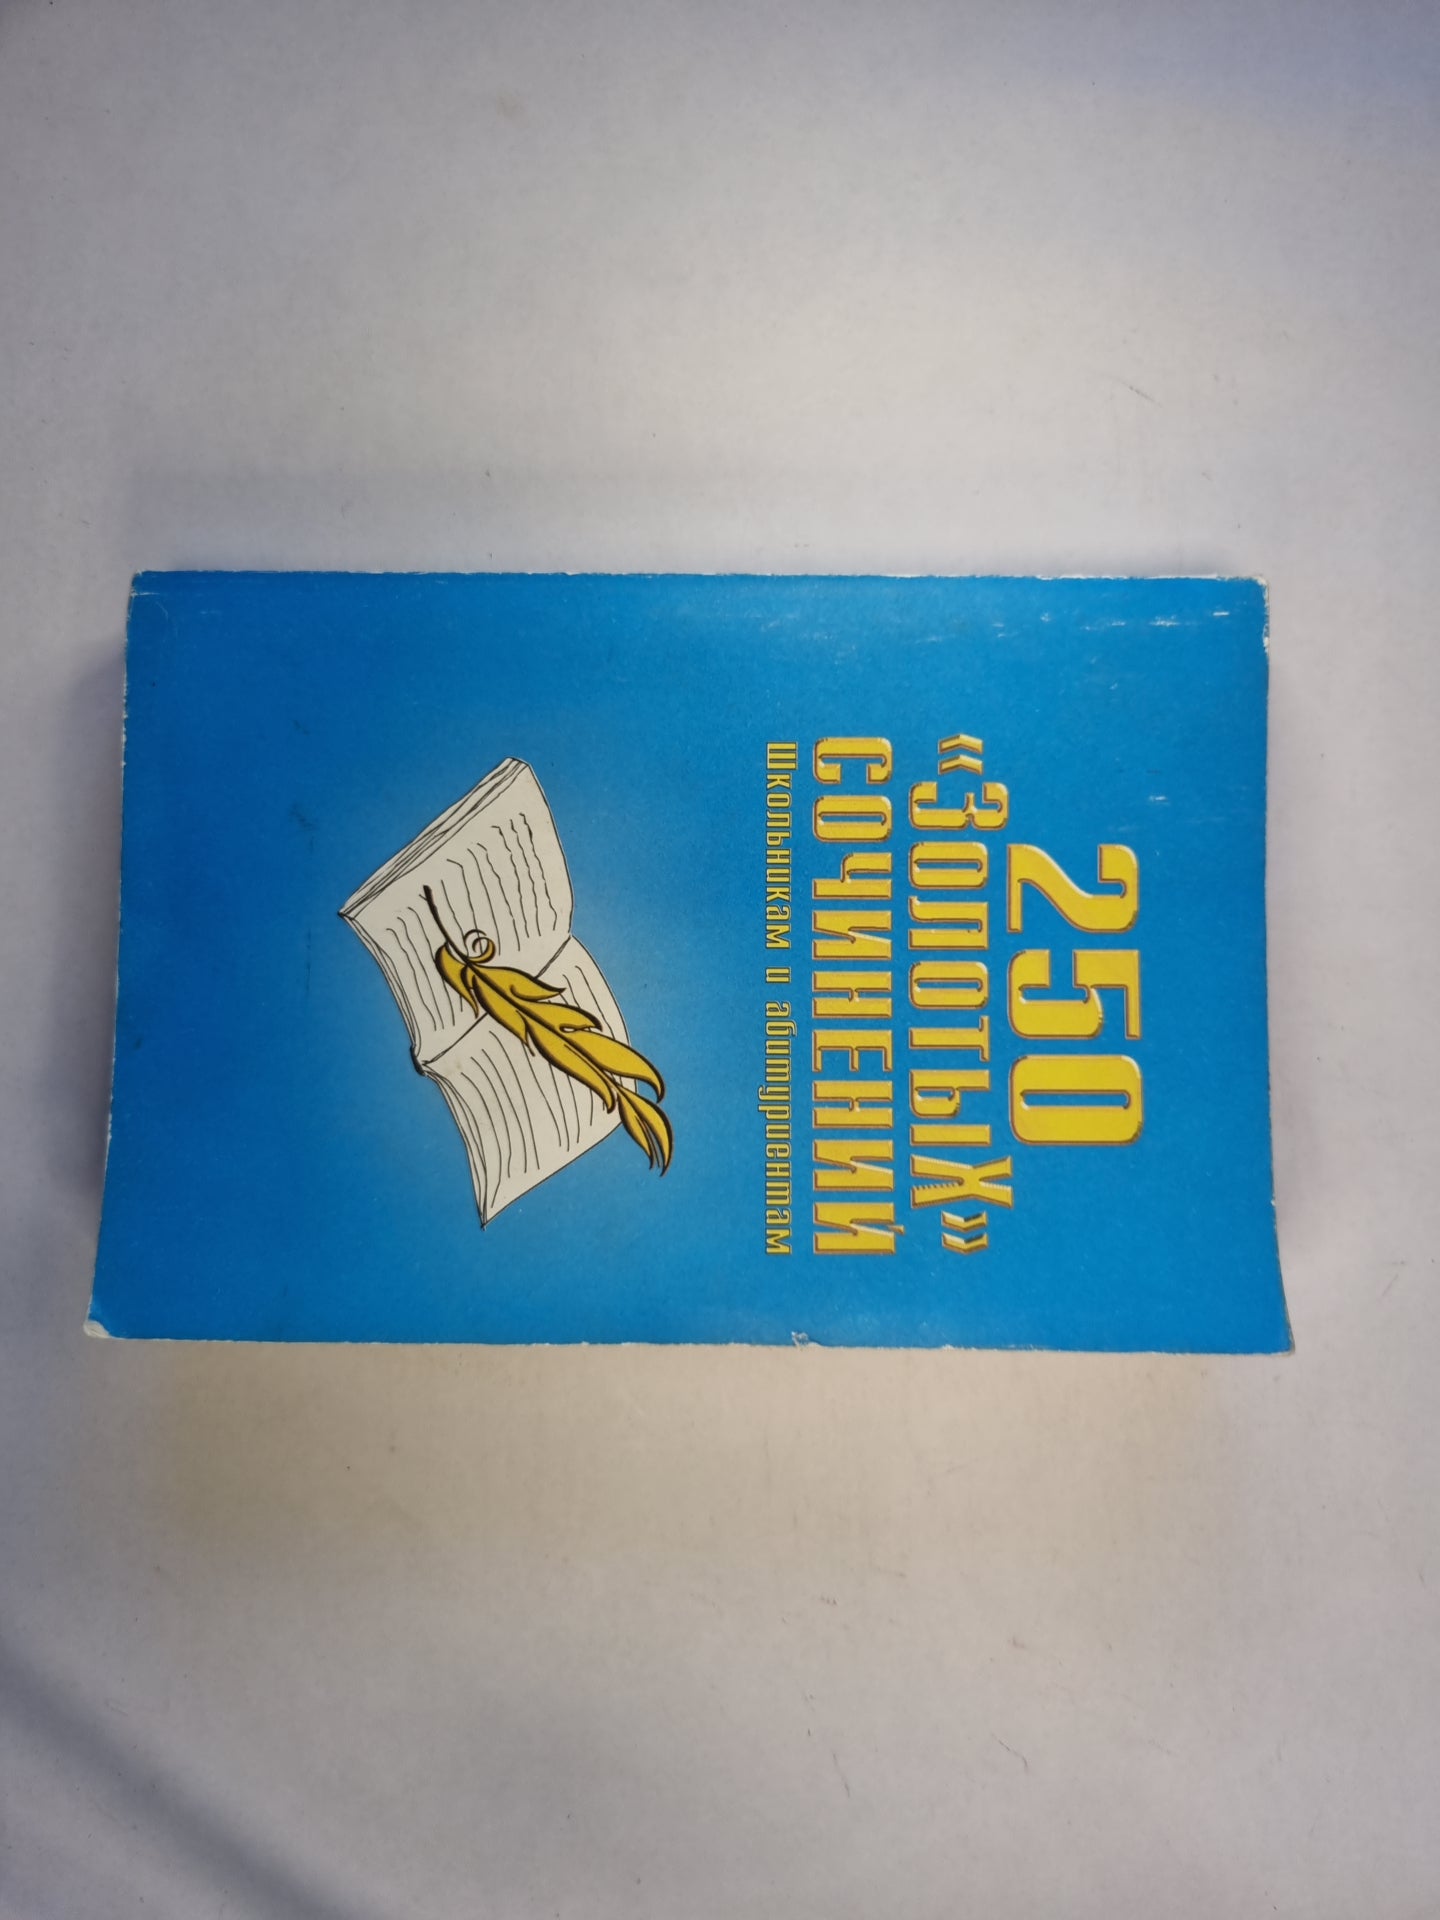 250
«ЗОЛОТЫХ»
СОЧИНЕНИЙ
Школьникам и абитуриентам